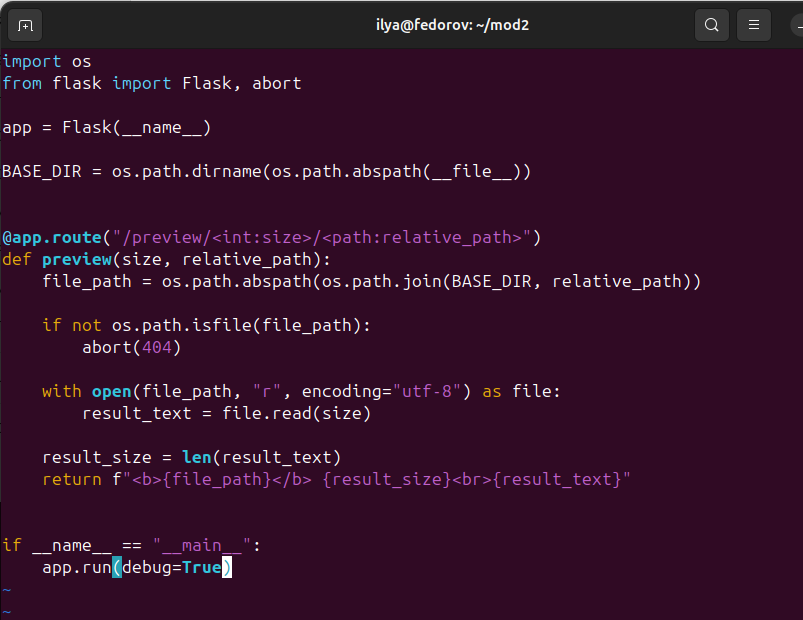 ilya@fedorov: ~/mod2
import os
from flask import Flask, abort
app = Flask(__name__)
BASE_DIR = os.path.dirname(os.path.abspath(__file__))
@app.route("/preview/<int:size>/<path:relative_path>")
def preview(size, relative_path):
    file_path = os.path.abspath(os.path.join(BASE_DIR, relative_path))
    if not os.path.isfile(file_path):
        abort(404)
    with open(file_path, "r", encoding="utf-8") as file:
        result_text = file.read(size)
    result_size = len(result_text)
    return f"<b>{file_path}</b> {result_size}<br>{result_text}"
if __name__ == "__main__":
    app.run(debug=True)
~
~